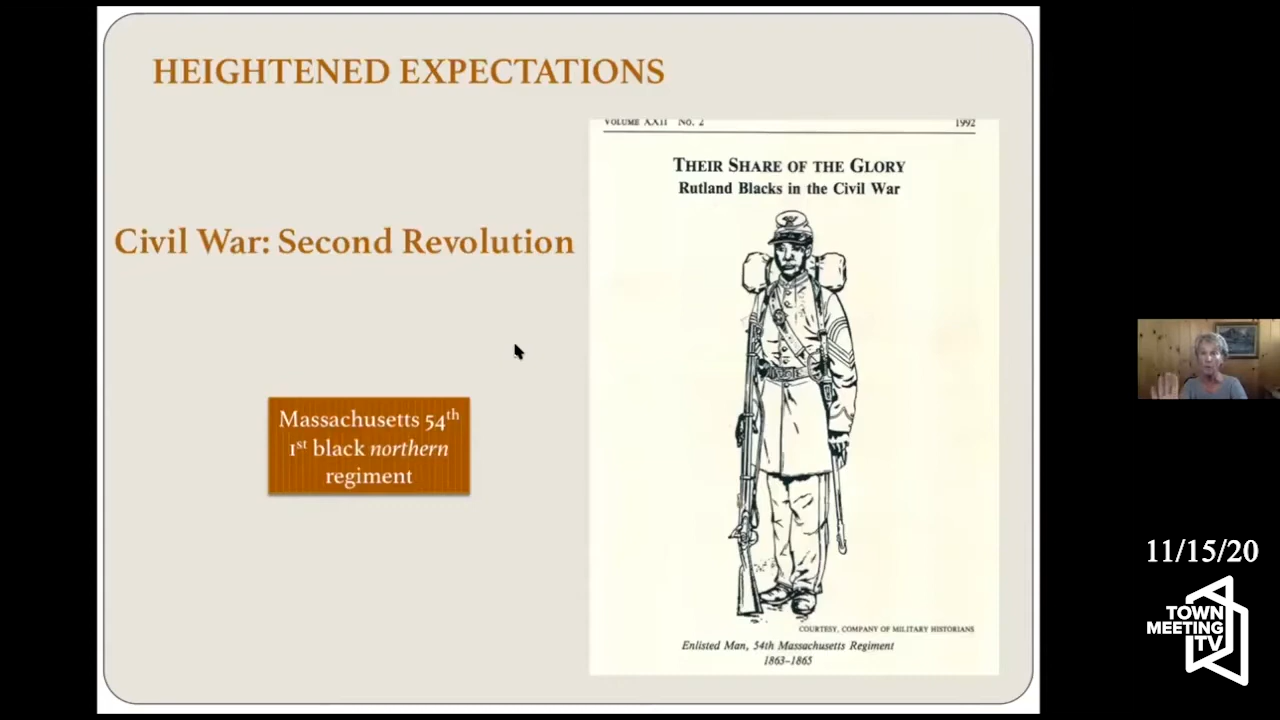 HEIGHTENED EXPECTATIONS
Civil War: Second Revolution
Massachusetts 54th
1st black northern
regiment
VOLUME XXII No. 2 1992
THEIR SHARE OF THE GLORY
Rutland Blacks in the Civil War
COURTESY, COMPANY OF MILITARY HISTORIANS
Enlisted Man, 54th Massachusetts Regiment
1863–1865
11/15/20
TOWN
MEETING
TV